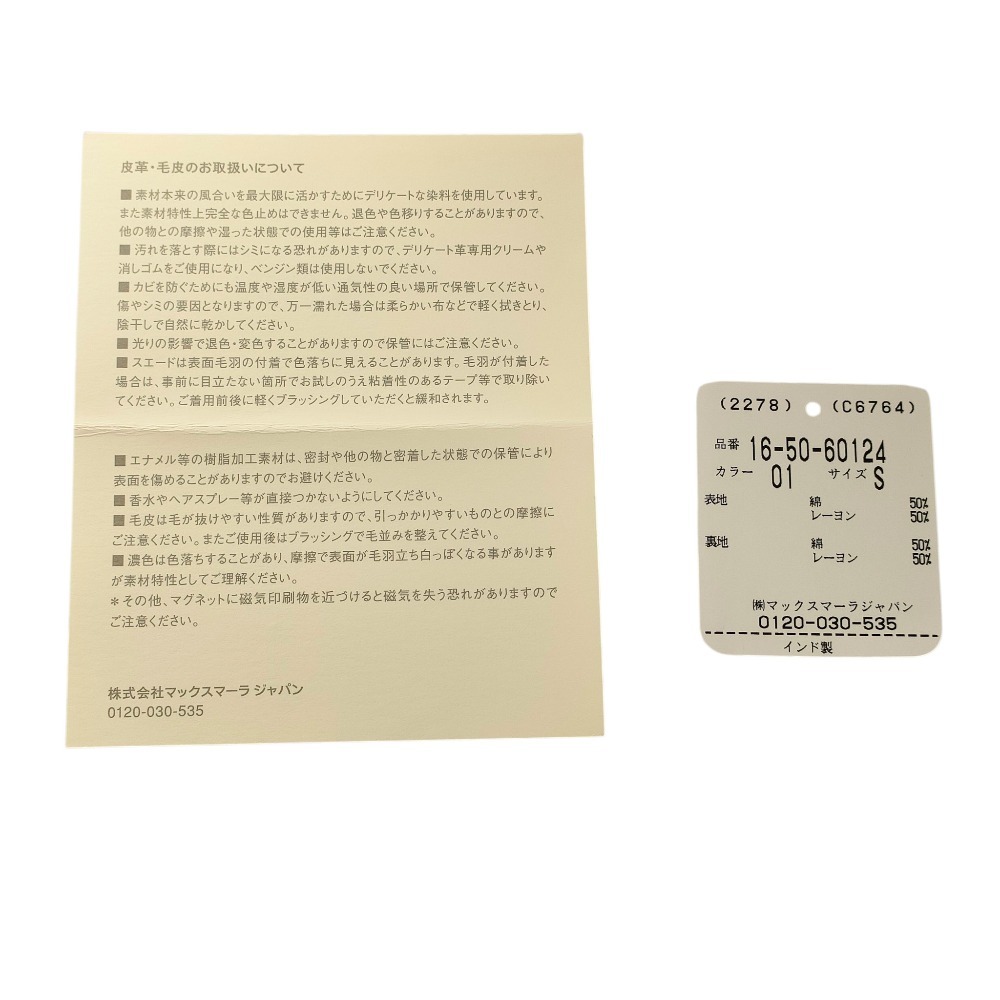 皮革・毛皮のお取扱いについて
■ 素材本来の風合いを最大限に活かすためにデリケートな染料を使用しています。
また素材特性上完全な色止めはできません。退色や色移りすることがありますので、
他の物との摩擦や湿った状態での使用等はご注意ください。
■ 汚れを落とす際にはシミになる恐れがありますので、デリケート革専用クリームや
消しゴムをご使用になり、ベンジン類は使用しないでください。
■ カビを防ぐためにも温度や湿度が低い通気性の良い場所で保管してください。
傷やシミの要因となりますので、万一濡れた場合は柔らかい布などで軽く拭きとり、
陰干しで自然に乾かしてください。
■ 光りの影響で退色・変色することがありますので保管にはご注意ください。
■ スエードは表面毛羽の付着で色落ちに見えることがあります。毛羽が付着した
場合は、事前に目立たない箇所でお試しのうえ粘着性のあるテープ等で取り除い
てください。ご着用前後に軽くブラッシングしていただくと緩和されます。
■ エナメル等の樹脂加工素材は、密封や他の物と密着した状態での保管により
表面を傷めることがありますのでお避けください。
■ 香水やヘアスプレー等が直接つかないようにしてください。
■ 毛皮は毛が抜けやすい性質がありますので、引っかかりやすいものとの摩擦に
ご注意ください。またご使用後はブラッシングで毛並みを整えてください。
■ 濃色は色落ちすることがあり、摩擦で表面が毛羽立ち白っぽくなる事があります
が素材特性としてご理解ください。
＊その他、マグネットに磁気印刷物を近づけると磁気を失う恐れがありますので
ご注意ください。
株式会社マックスマーラ ジャパン
0120-030-535
(2278) (C6764)
品番 16-50-60124
カラー 01 サイズ S
表地 綿 50%
レーヨン 50%
裏地 綿 50%
レーヨン 50%
㈱マックスマーラジャパン
0120-030-535
インド製